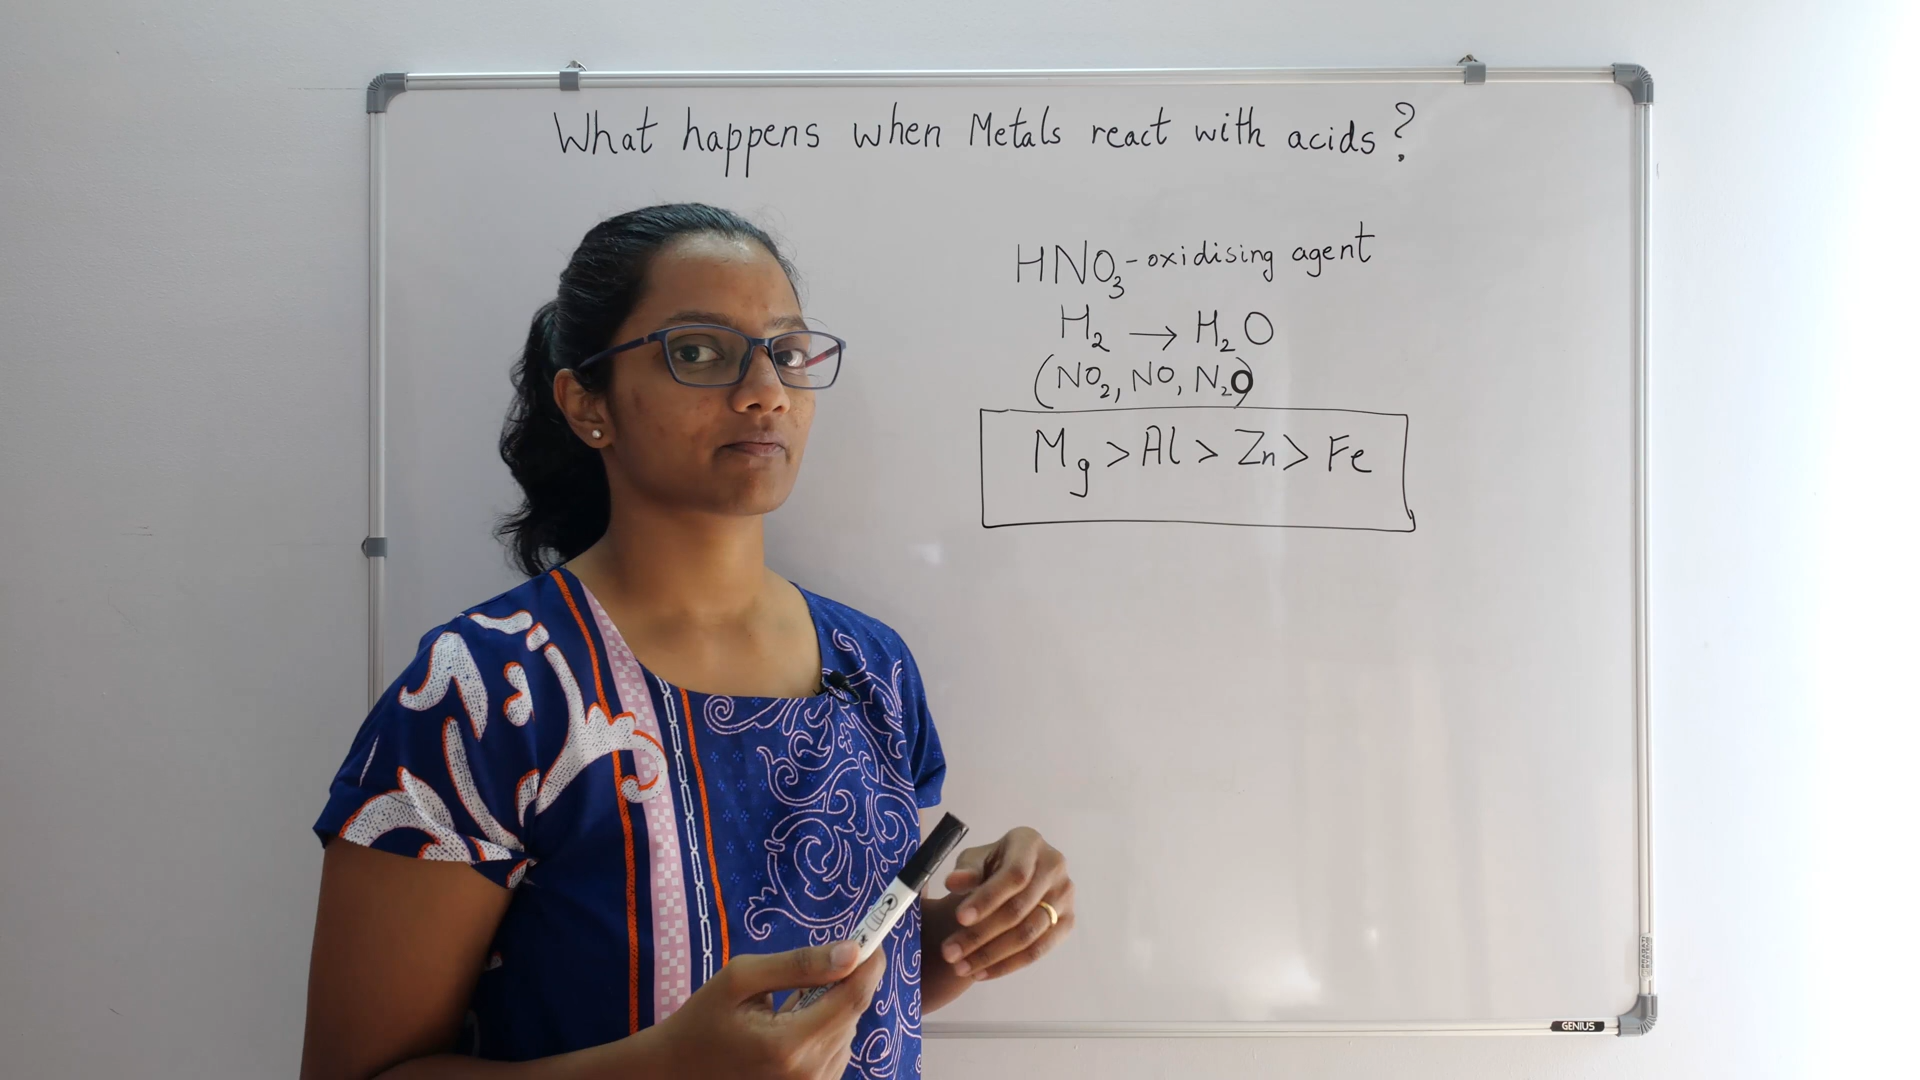 What happens when Metals react with acids?
HNO₃ - oxidising agent
H₂ → H₂O
(NO₂, NO, N₂O)
Mg > Al > Zn > Fe
GENIUS